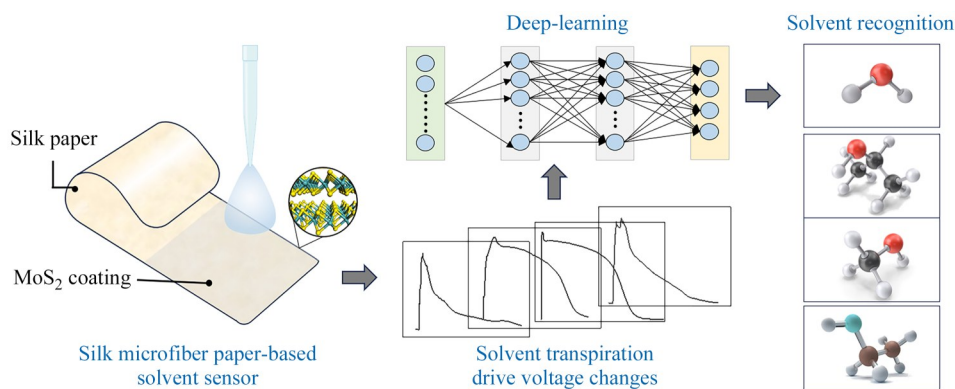 Deep-learning
Solvent recognition
Silk paper
MoS₂ coating
Silk microfiber paper-based
solvent sensor
Solvent transpiration
drive voltage changes